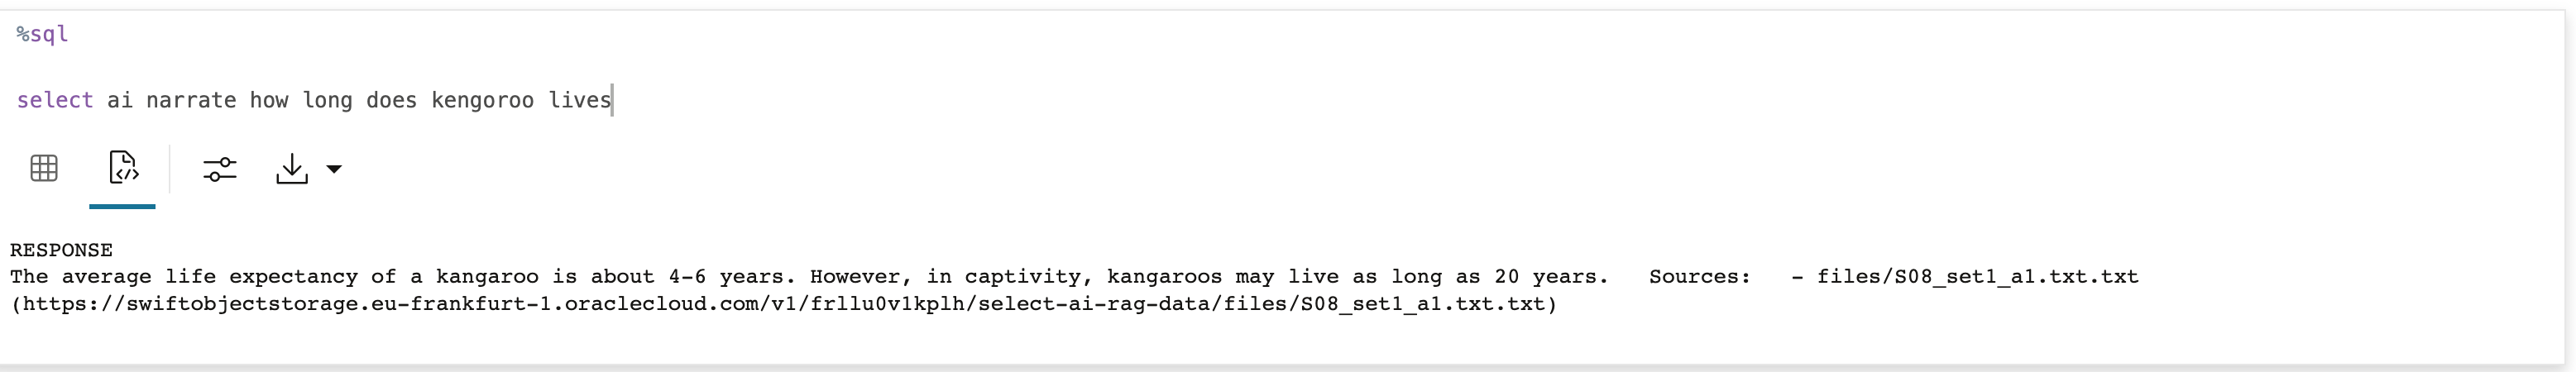 %sql
select ai narrate how long does kengoroo lives
RESPONSE
The average life expectancy of a kangaroo is about 4-6 years. However, in captivity, kangaroos may live as long as 20 years.   Sources:   - files/S08_set1_a1.txt.txt
(https://swiftobjectstorage.eu-frankfurt-1.oraclecloud.com/v1/frllu0v1kplh/select-ai-rag-data/files/S08_set1_a1.txt.txt)